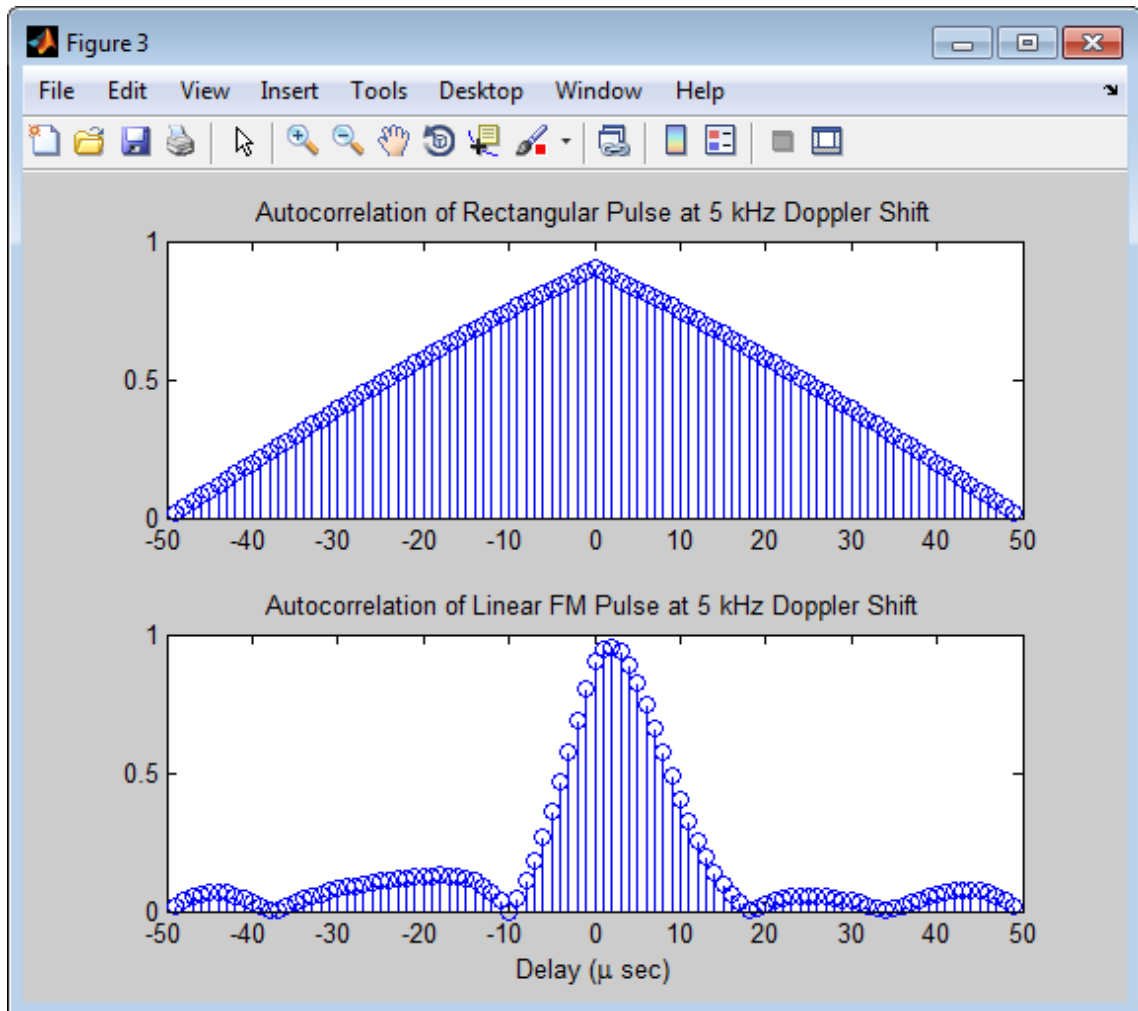 Figure 3
File Edit View Insert Tools Desktop Window Help
Autocorrelation of Rectangular Pulse at 5 kHz Doppler Shift
1
0.5
0
-50 -40 -30 -20 -10 0 10 20 30 40 50
Autocorrelation of Linear FM Pulse at 5 kHz Doppler Shift
1
0.5
0
-50 -40 -30 -20 -10 0 10 20 30 40 50
Delay (μ sec)